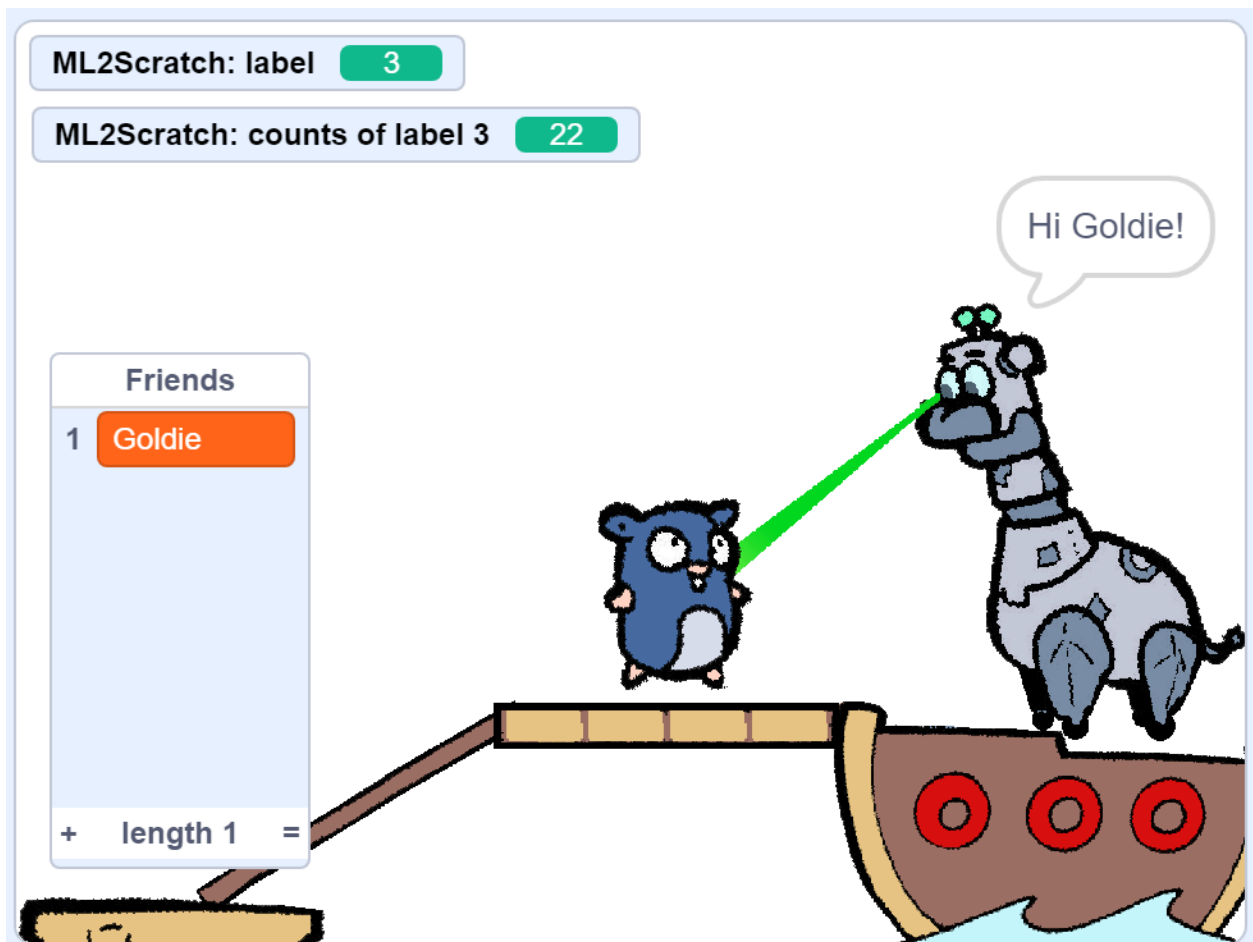 ML2Scratch: label 3
ML2Scratch: counts of label 3 22
Hi Goldie!
Friends
1 Goldie
+ length 1 =